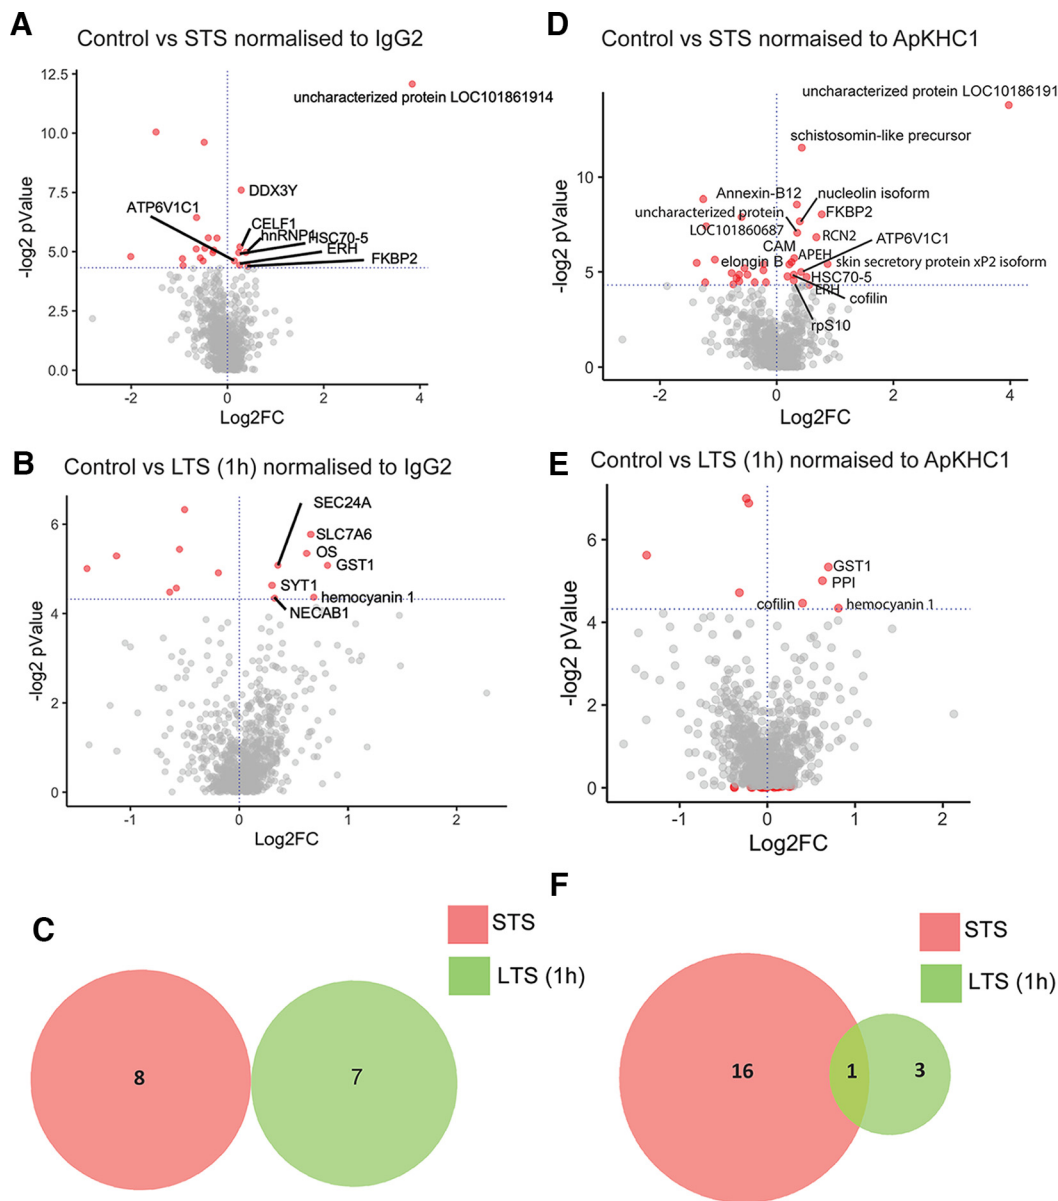 A
Control vs STS normalised to IgG2
12.5
10.0
7.5
5.0
2.5
0.0
-log2 pValue
uncharacterized protein LOC101861914
DDX3Y
ATP6V1C1
CELF1
hnRNP1
HSC70-5
ERH
FKBP2
-2
0
2
4
Log2FC
D
Control vs STS normaised to ApKHC1
10
5
0
-log2 pValue
uncharacterized protein LOC10186191
schistosomin-like precursor
Annexin-B12
nucleolin isoform
uncharacterized protein
LOC101860687
FKBP2
RCN2
CAM
ATP6V1C1
APEH
elongin B
skin secretory protein xP2 isoform
HSC70-5
ERH
cofilin
rpS10
-2
0
2
4
Log2FC
B
Control vs LTS (1h) normalised to IgG2
6
4
2
0
-log2 pValue
SEC24A
SLC7A6
OS
GST1
SYT1
hemocyanin 1
NECAB1
-1
0
1
2
Log2FC
E
Control vs LTS (1h) normaised to ApKHC1
6
4
2
0
-log2 pValue
GST1
PPI
cofilin
hemocyanin 1
-1
0
1
2
Log2FC
C
STS
LTS (1h)
8
7
F
STS
LTS (1h)
16
1
3